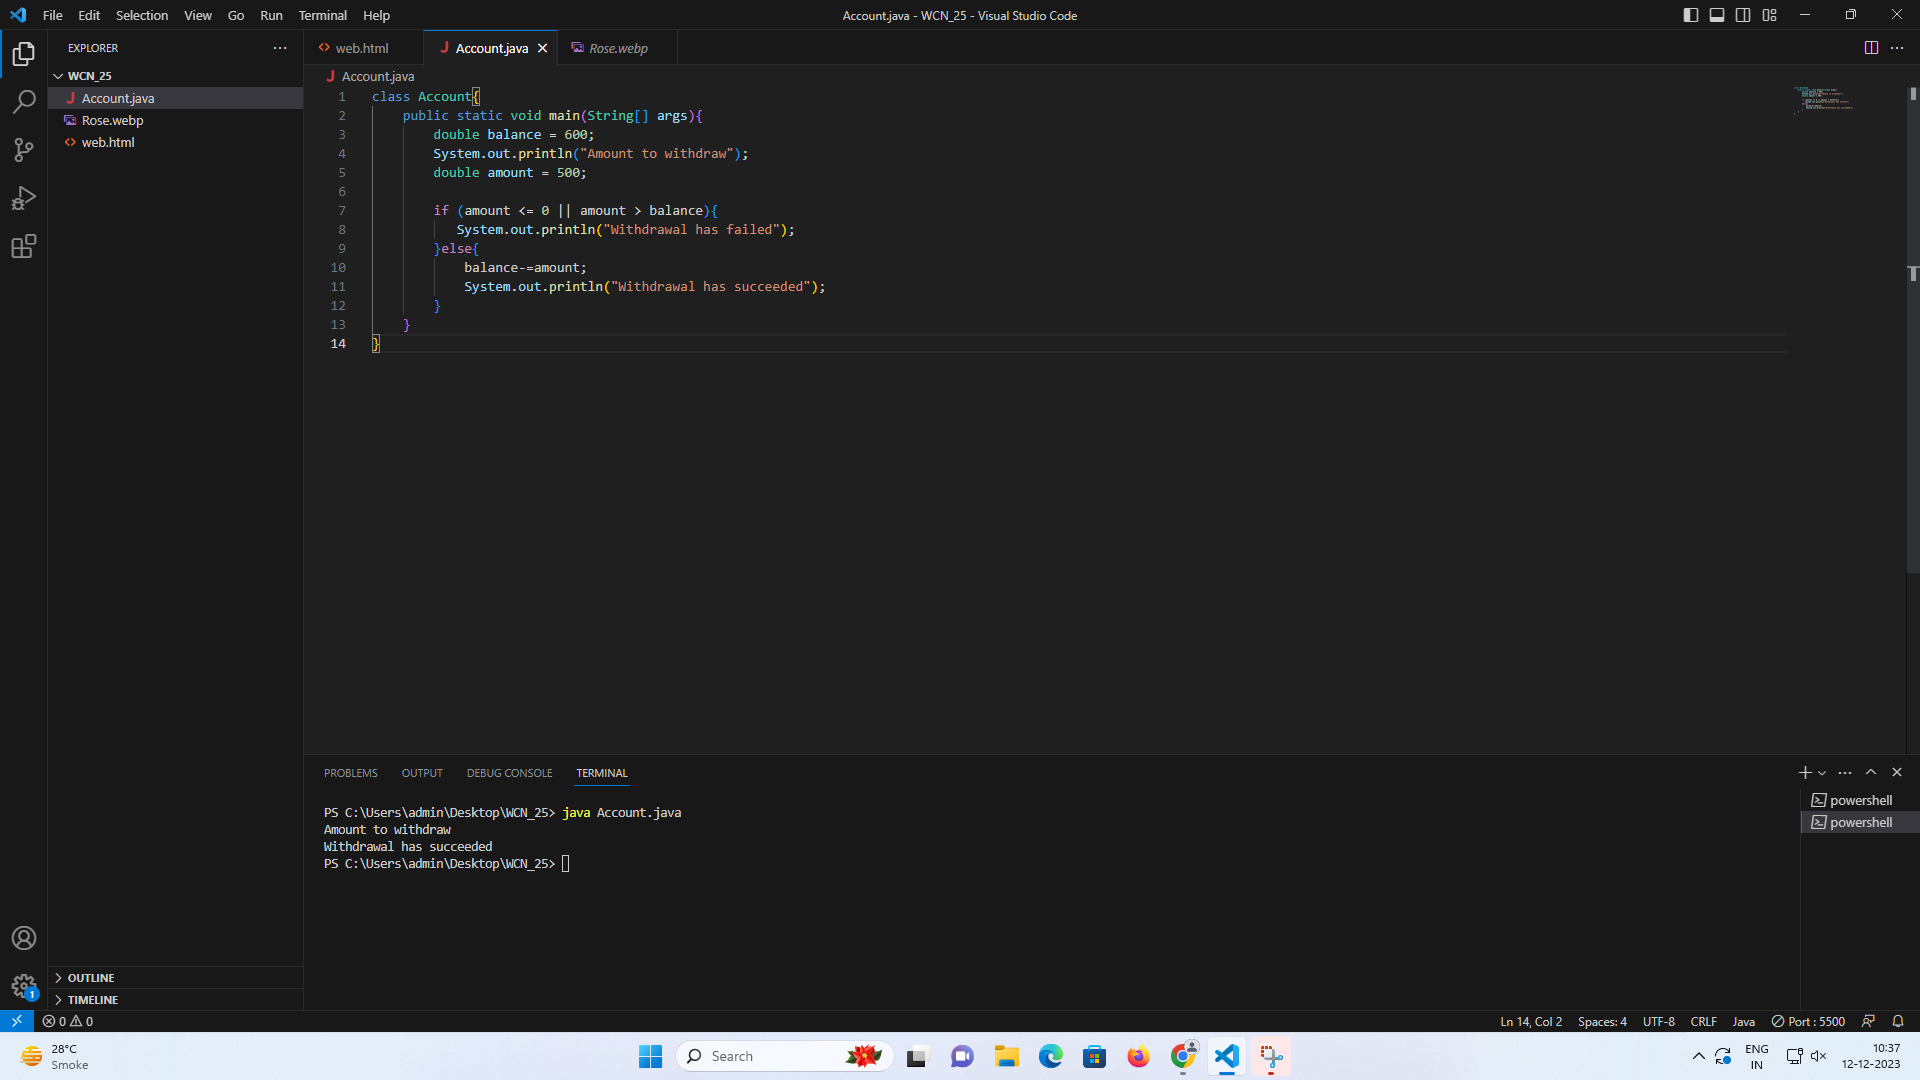 File Edit Selection View Go Run Terminal Help
Account.java - WCN_25 - Visual Studio Code
EXPLORER
WCN_25
Account.java
Rose.webp
web.html
OUTLINE
TIMELINE
web.html Account.java Rose.webp
Account.java
1 class Account{
2 public static void main(String[] args){
3 double balance = 600;
4 System.out.println("Amount to withdraw");
5 double amount = 500;
6
7 if (amount <= 0 || amount > balance){
8 System.out.println("Withdrawal has failed");
9 }else{
10 balance-=amount;
11 System.out.println("Withdrawal has succeeded");
12 }
13 }
14 }
PROBLEMS OUTPUT DEBUG CONSOLE TERMINAL
PS C:\Users\admin\Desktop\WCN_25> java Account.java
Amount to withdraw
Withdrawal has succeeded
PS C:\Users\admin\Desktop\WCN_25>
powershell
powershell
1
0 0
Ln 14, Col 2 Spaces: 4 UTF-8 CRLF Java Port : 5500
28°C
Smoke
Search
ENG
IN
10:37
12-12-2023